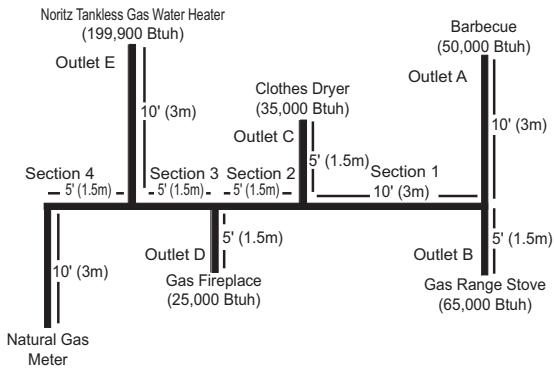 Noritz Tankless Gas Water Heater
(199,900 Btuh)
Outlet E
10' (3m)
Barbecue
(50,000 Btuh)
Outlet A
10' (3m)
Clothes Dryer
(35,000 Btuh)
Outlet C
5' (1.5m)
Section 4
5' (1.5m)
Section 3
5' (1.5m)
Section 2
5' (1.5m)
Section 1
10' (3m)
10' (3m)
Natural Gas
Meter
Outlet D
5' (1.5m)
Gas Fireplace
(25,000 Btuh)
Outlet B
5' (1.5m)
Gas Range Stove
(65,000 Btuh)